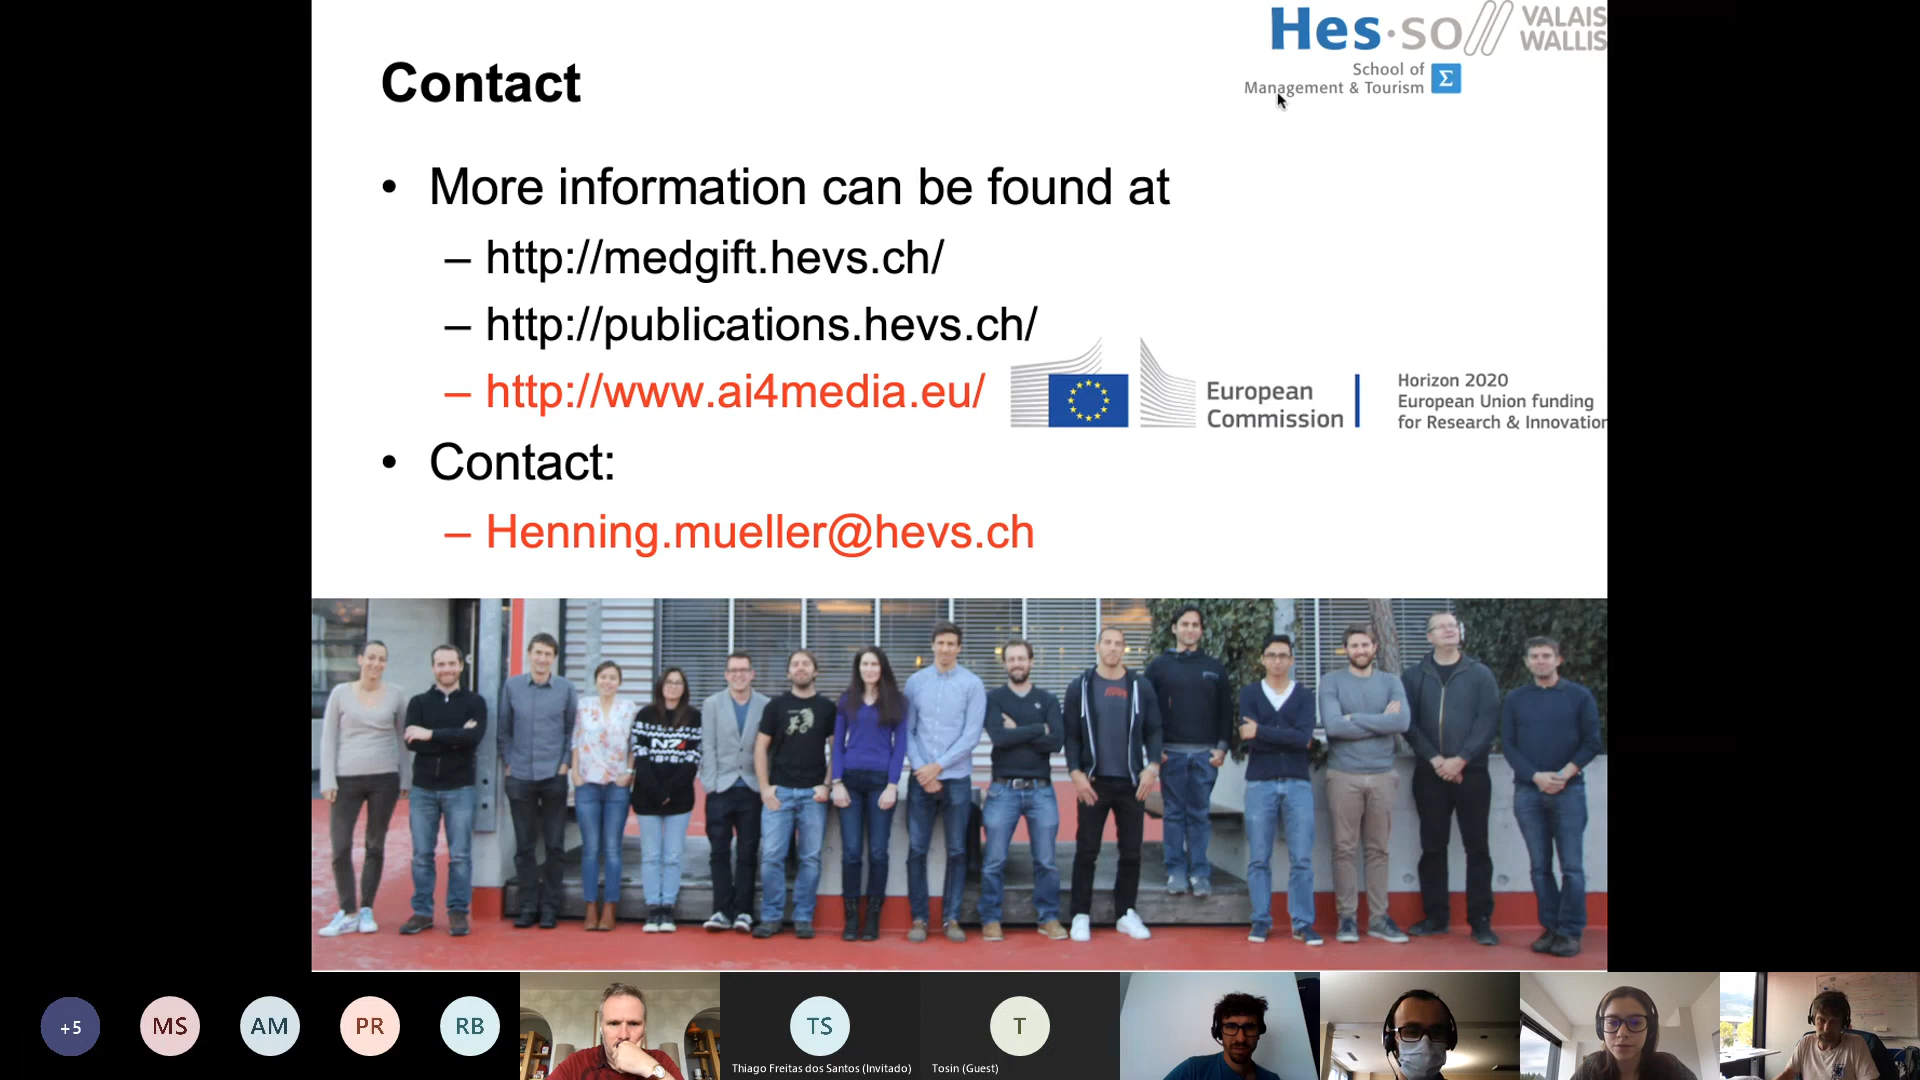 Hes·so VALAIS
WALLIS
School of
Management & Tourism Σ
Contact
• More information can be found at
– http://medgift.hevs.ch/
– http://publications.hevs.ch/
– http://www.ai4media.eu/
European
Commission
Horizon 2020
European Union funding
for Research & Innovation
• Contact:
– Henning.mueller@hevs.ch
N7
+5
MS
AM
PR
RB
TS
Thiago Freitas dos Santos (Invitado)
T
Tosin (Guest)